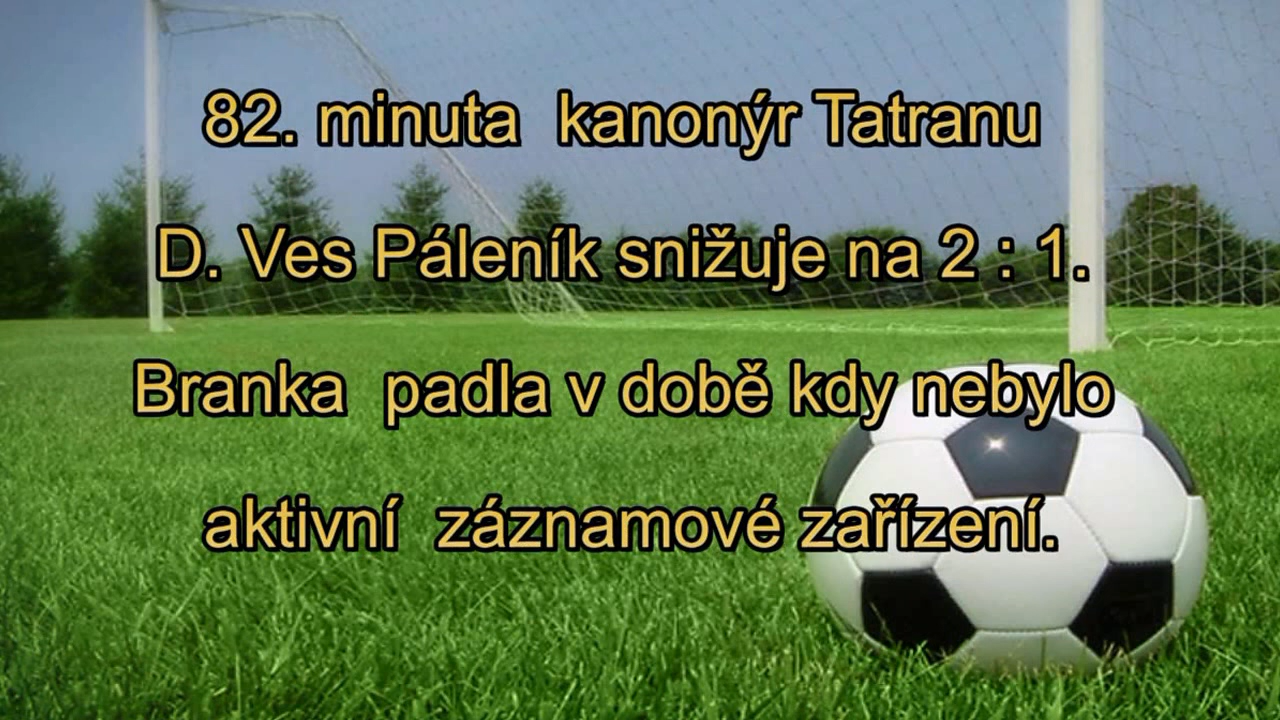 82. minuta kanonýr Tatranu
D. Ves Páleník snižuje na 2 : 1.
Branka padla v době kdy nebylo
aktivní záznamové zařízení.